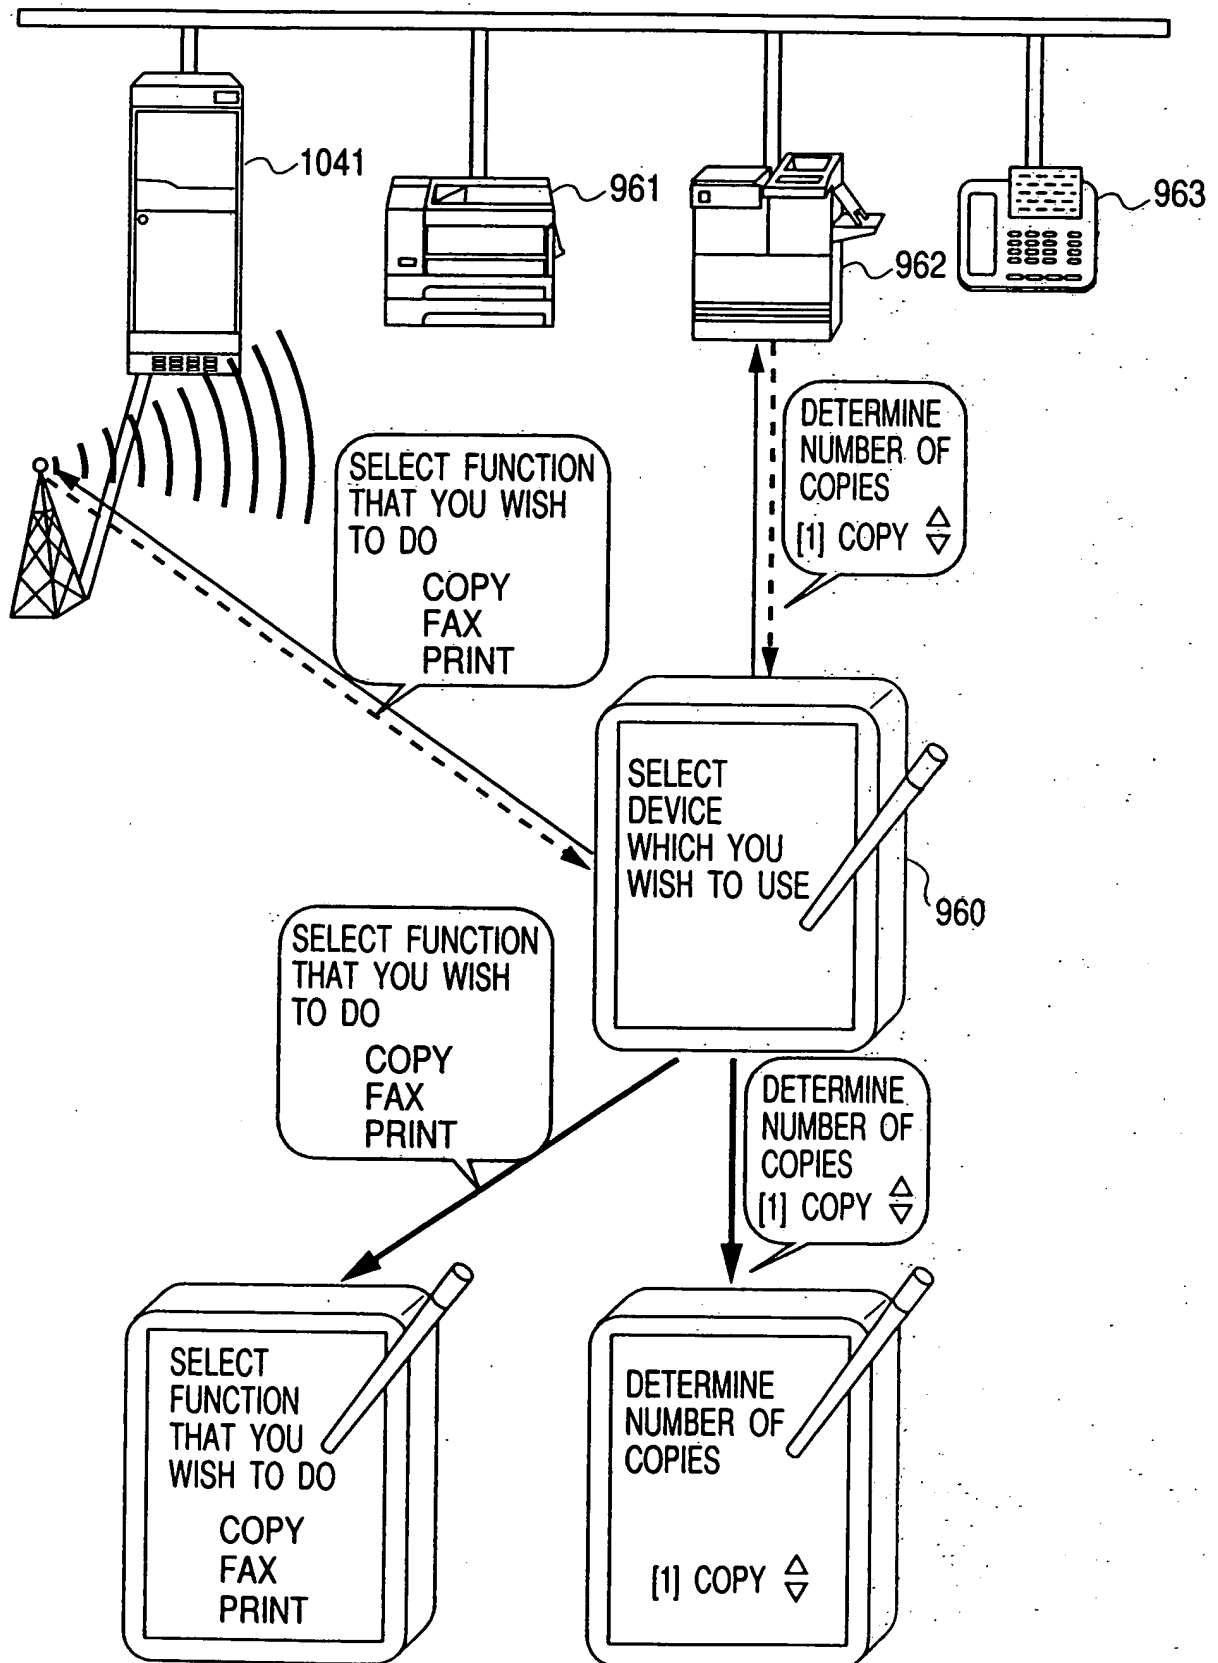 1041
961
962
963
DETERMINE
NUMBER OF
COPIES
[1] COPY △▽
SELECT FUNCTION
THAT YOU WISH
TO DO
COPY
FAX
PRINT
SELECT
DEVICE
WHICH YOU
WISH TO USE
960
SELECT FUNCTION
THAT YOU WISH
TO DO
COPY
FAX
PRINT
DETERMINE
NUMBER OF
COPIES
[1] COPY △▽
SELECT
FUNCTION
THAT YOU
WISH TO DO
COPY
FAX
PRINT
DETERMINE
NUMBER OF
COPIES
[1] COPY △▽